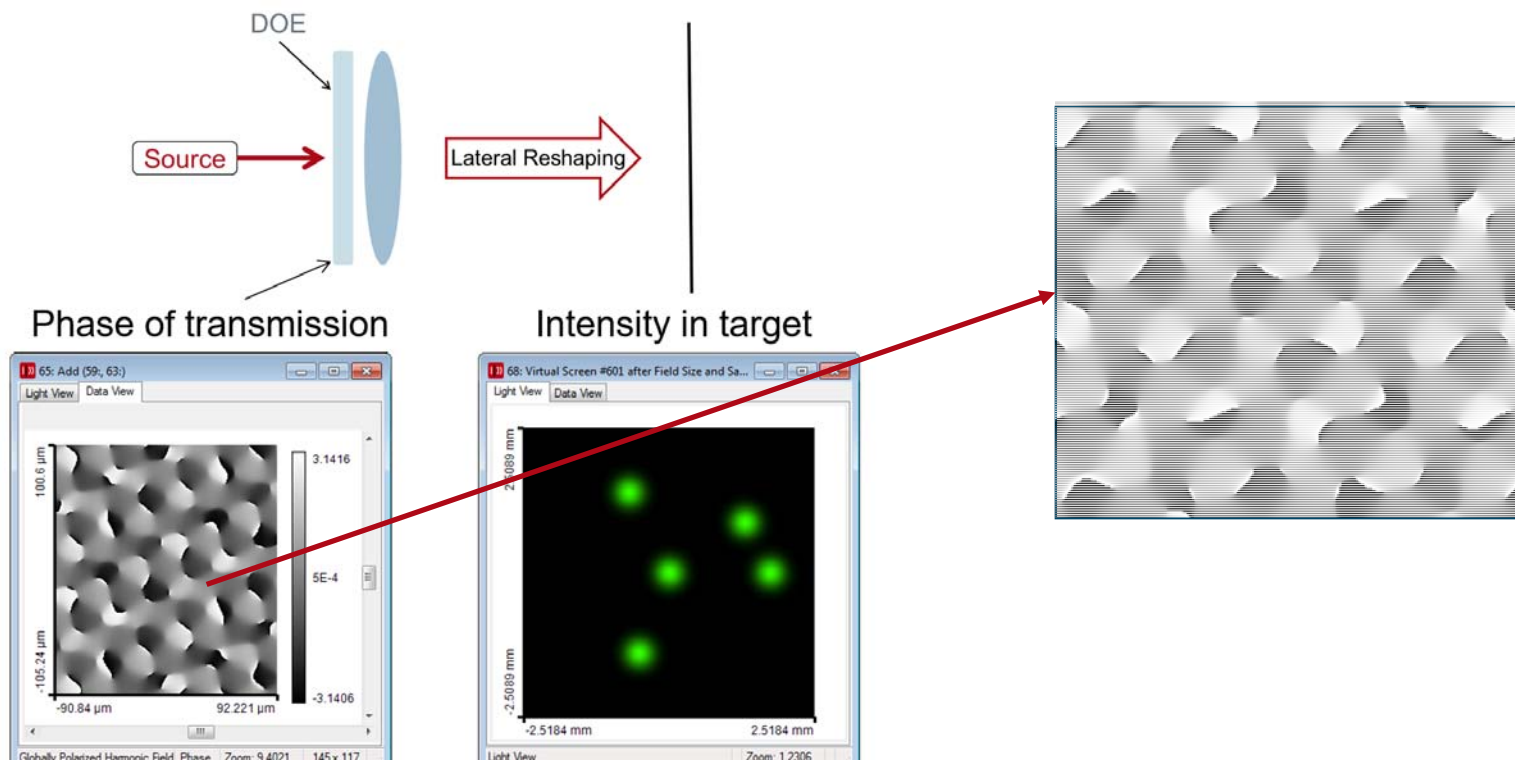 DOE
Source
Lateral Reshaping
Phase of transmission
Intensity in target
65: Add (59:, 63:)
Light View Data View
100.6 µm
-105.24 µm
-90.84 µm 92.221 µm
3.1416
5E-4
-3.1406
Globally Polarized Harmonic Field, Phase Zoom: 9.4021 145 x 117
68: Virtual Screen #601 after Field Size and Sa...
Light View Data View
2.5089 mm
-2.5089 mm
-2.5184 mm 2.5184 mm
Light View Zoom: 1.2306